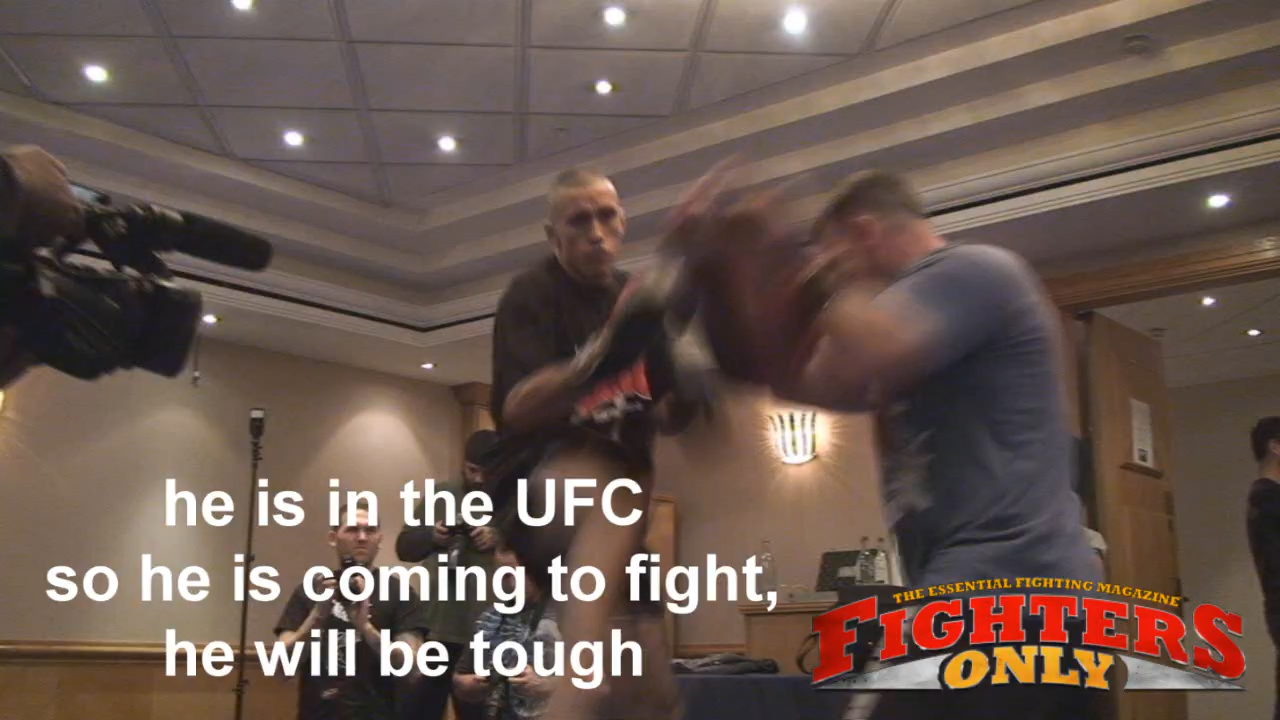 he is in the UFC
so he is coming to fight,
he will be tough
THE ESSENTIAL FIGHTING MAGAZINE
FIGHTERS
ONLY